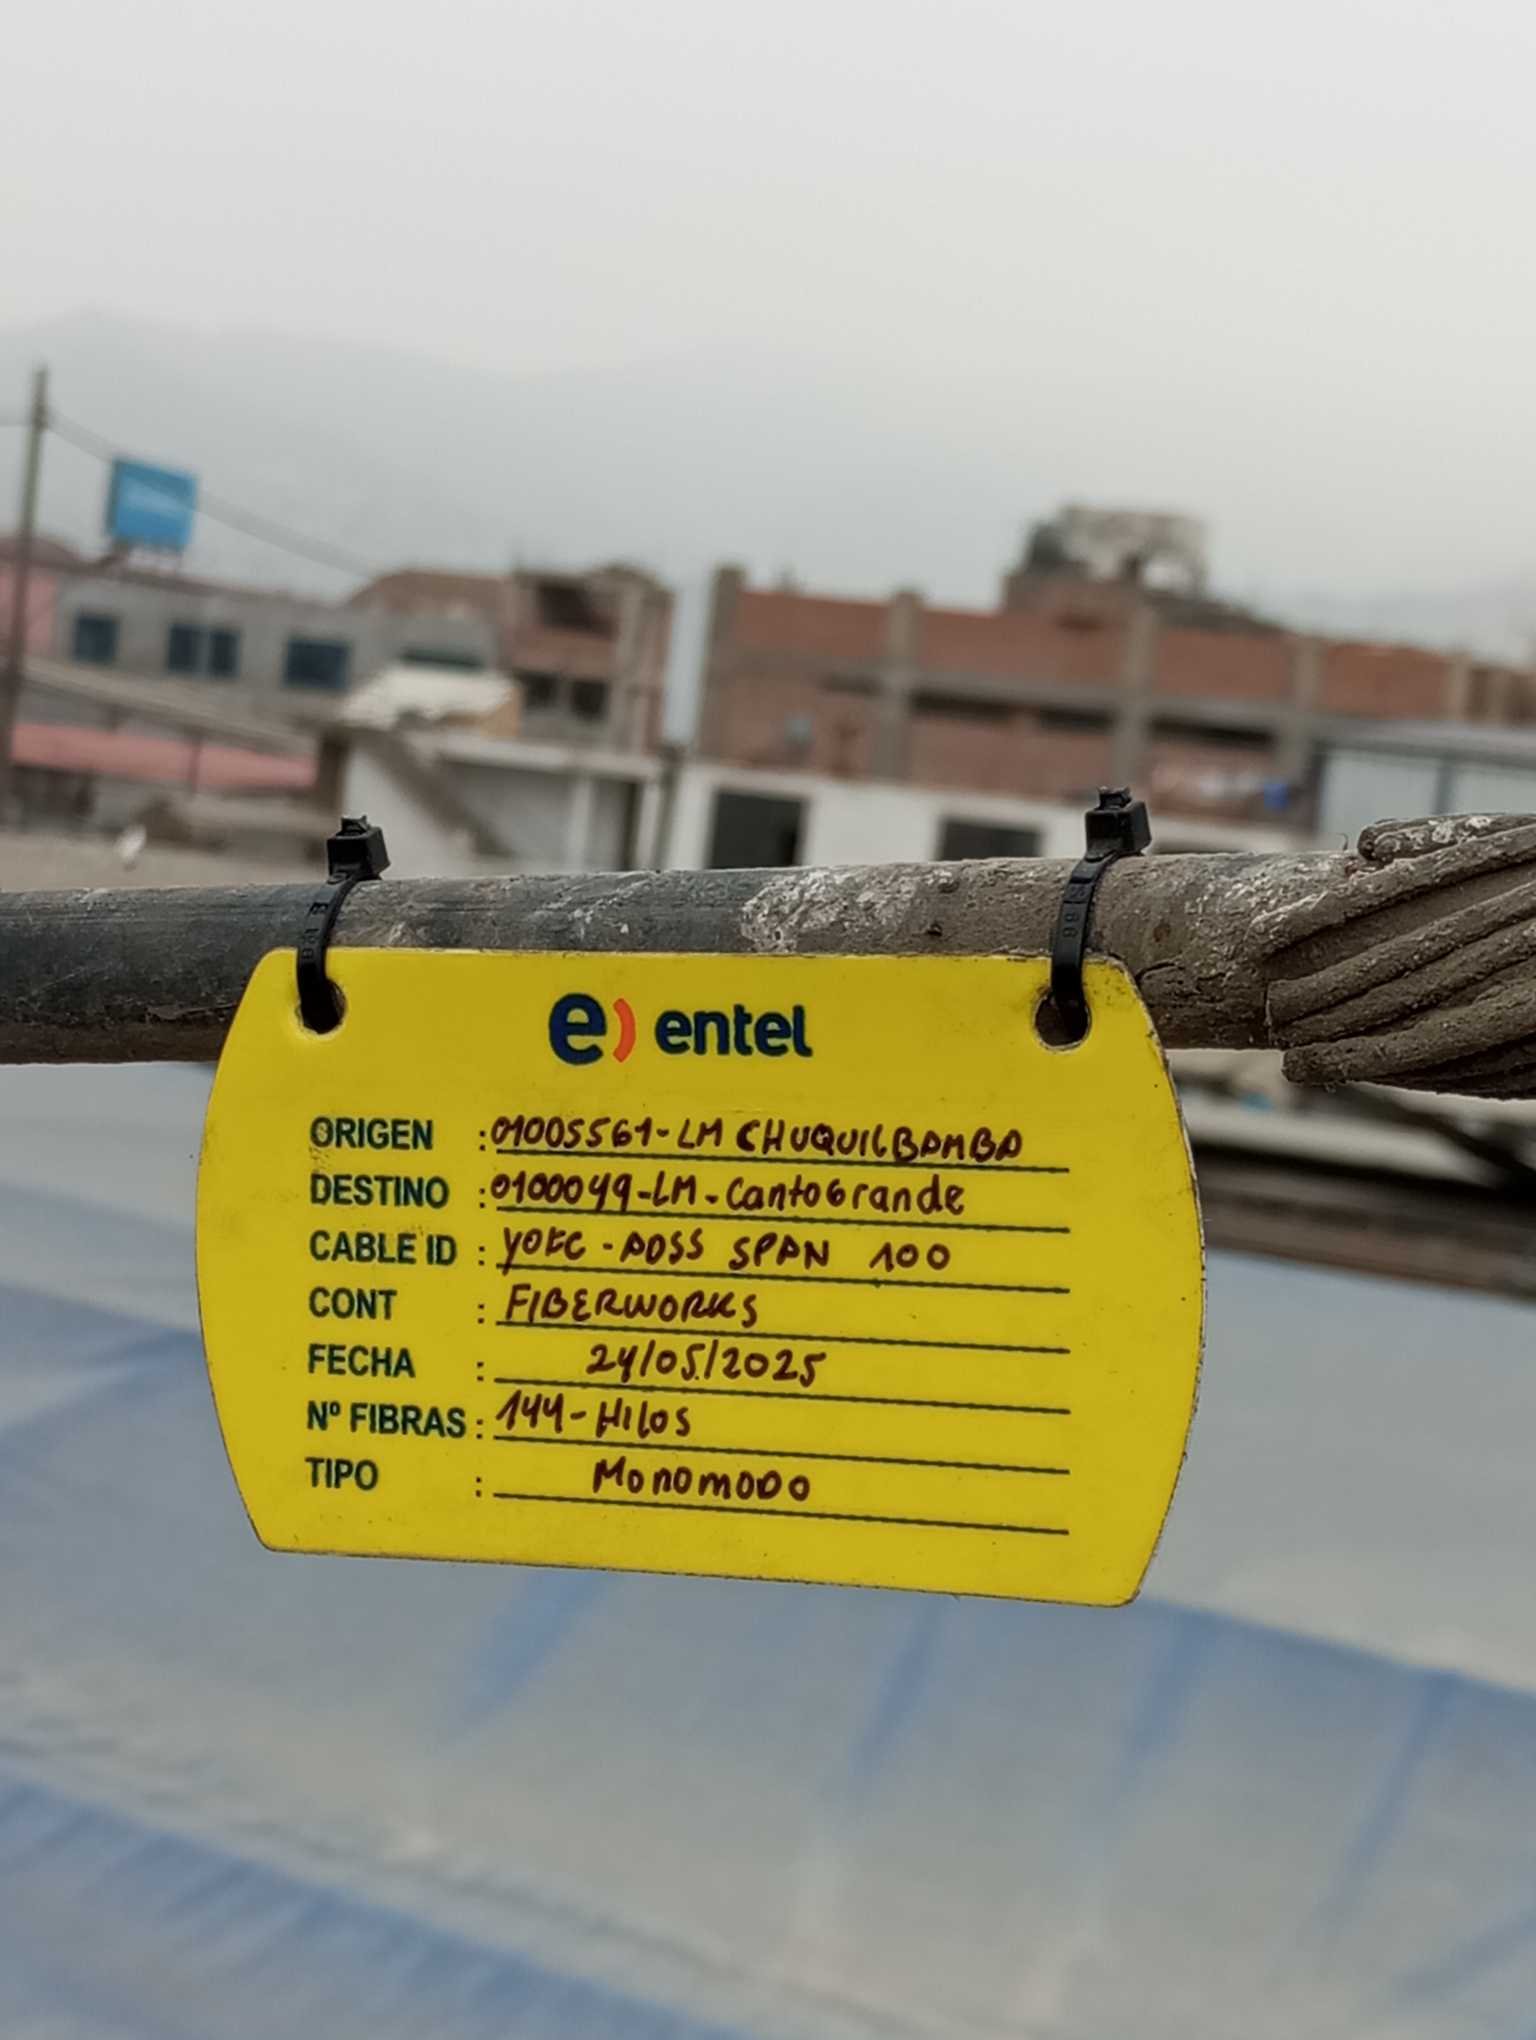 e) entel
ORIGEN : 01005561-LM CHUQUILBAMBA
DESTINO : 0100049-LM-CantoGrande
CABLE ID : YOFC - ADSS SPAN 100
CONT : FIBERWORKS
FECHA : 24/05/2025
Nº FIBRAS : 144-Hilos
TIPO : Monomodo